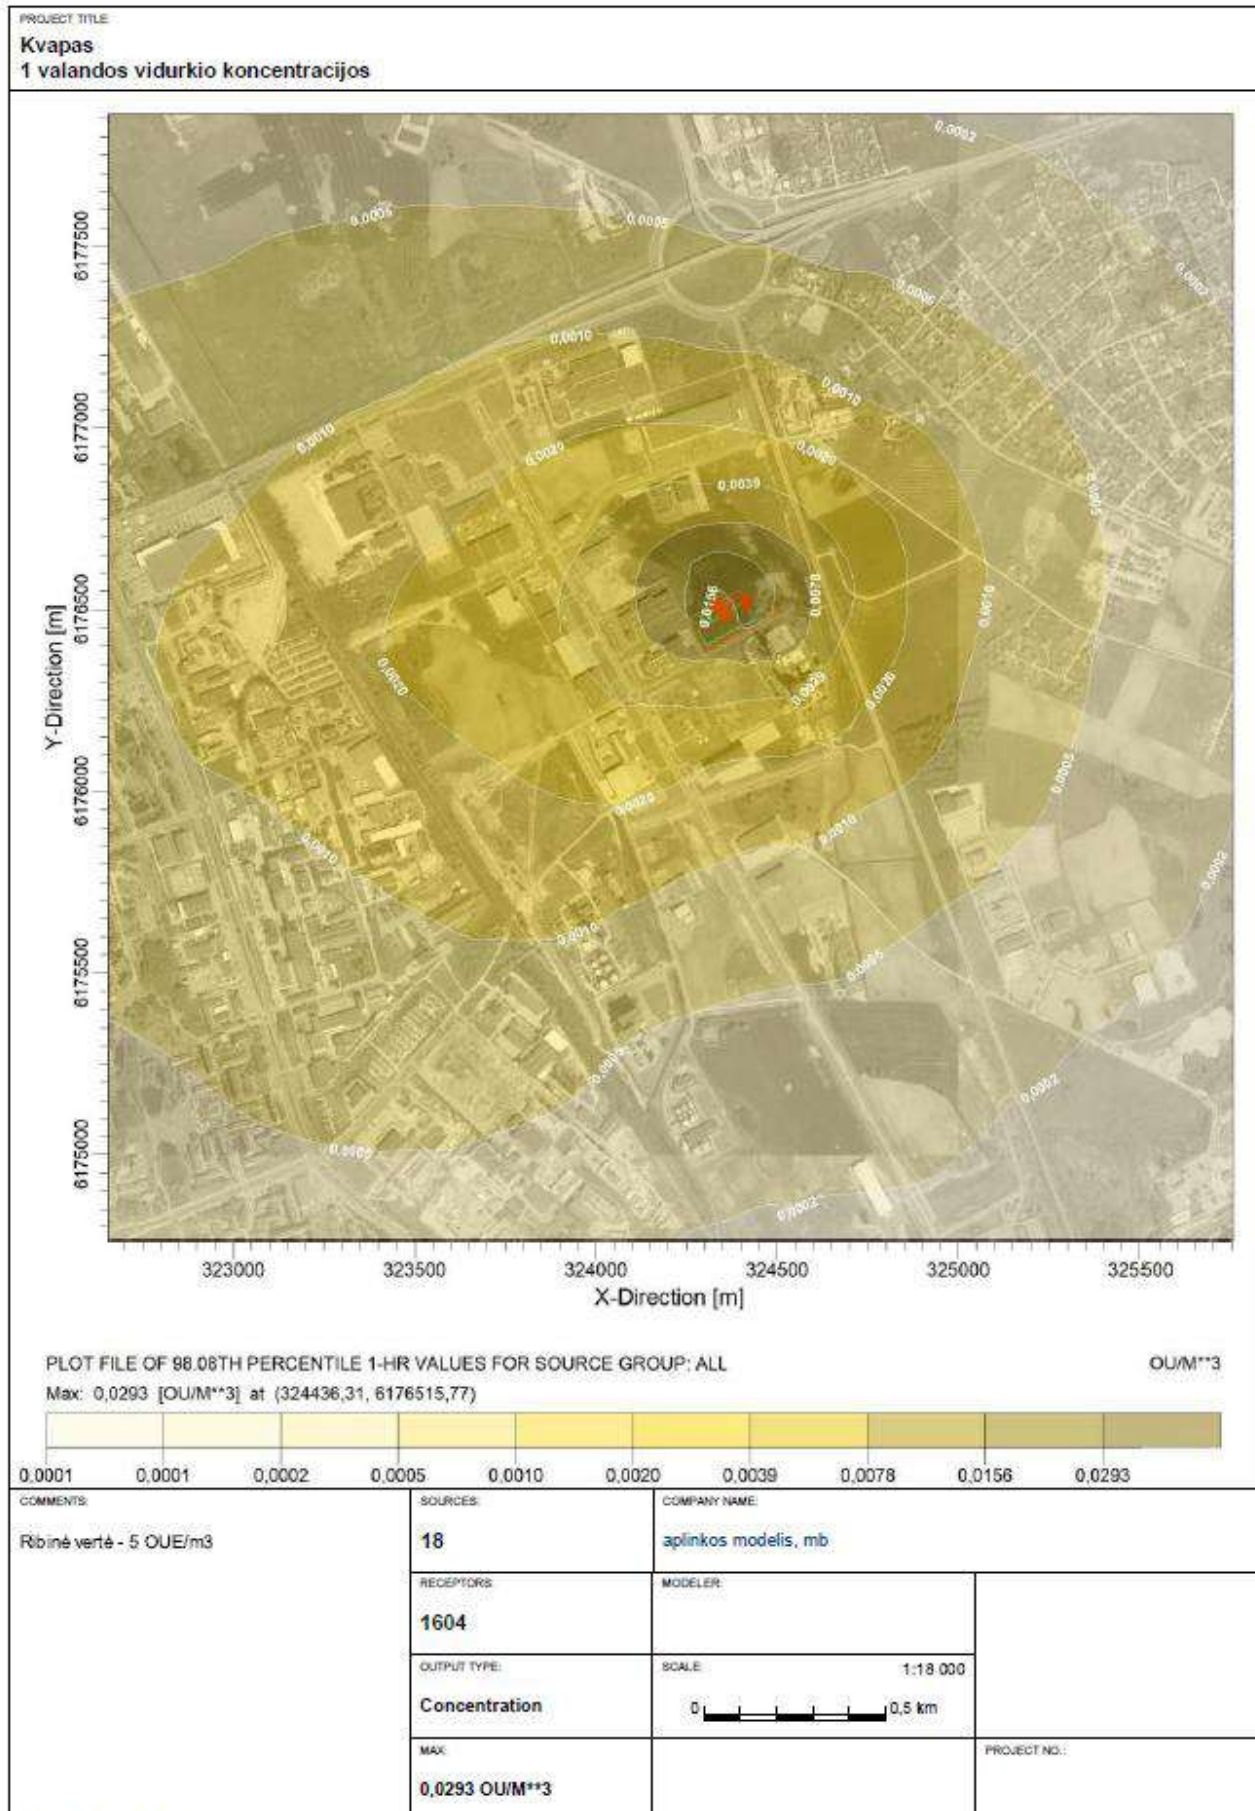 PROJECT TITLE:
Kvapas
1 valandos vidurkio koncentracijos
0,0002
0,0005
0,0005
0,0002
0,0010
0,0010
0,0010
0,0020
0,0020
0,0005
0,0039
0,0156
0,0078
0,0010
0,0020
0,0020
0,0010
0,0010
0,0005
0,0002
0,0010
0,0005
0,0005
0,0002
0,0005
0,0002
Y-Direction [m]
6177500
6177000
6176500
6176000
6175500
6175000
323000 323500 324000 324500 325000 325500
X-Direction [m]
PLOT FILE OF 98.08TH PERCENTILE 1-HR VALUES FOR SOURCE GROUP: ALL OU/M**3
Max: 0,0293 [OU/M**3] at (324436,31, 6176515,77)
0.0001 0,0001 0,0002 0,0005 0,0010 0,0020 0,0039 0,0078 0,0156 0,0293
COMMENTS:
Ribinė vertė - 5 OUE/m3
SOURCES:
18
COMPANY NAME:
aplinkos modelis, mb
RECEPTORS:
1604
MODELER:
OUTPUT TYPE:
Concentration
SCALE: 1:18 000
0 0,5 km
MAX:
0,0293 OU/M**3
PROJECT NO.: